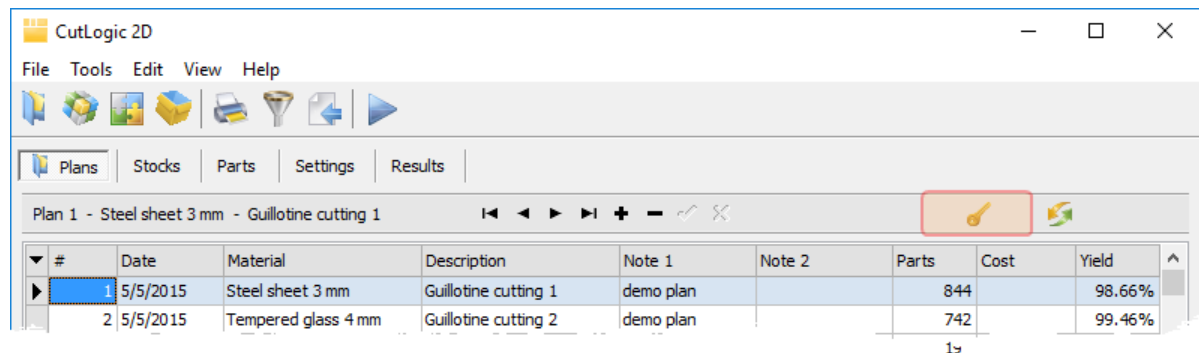 CutLogic 2D
File Tools Edit View Help
Plans Stocks Parts Settings Results
Plan 1 - Steel sheet 3 mm - Guillotine cutting 1
# Date Material Description Note 1 Note 2 Parts Cost Yield
1 5/5/2015 Steel sheet 3 mm Guillotine cutting 1 demo plan 844 98.66%
2 5/5/2015 Tempered glass 4 mm Guillotine cutting 2 demo plan 742 99.46%